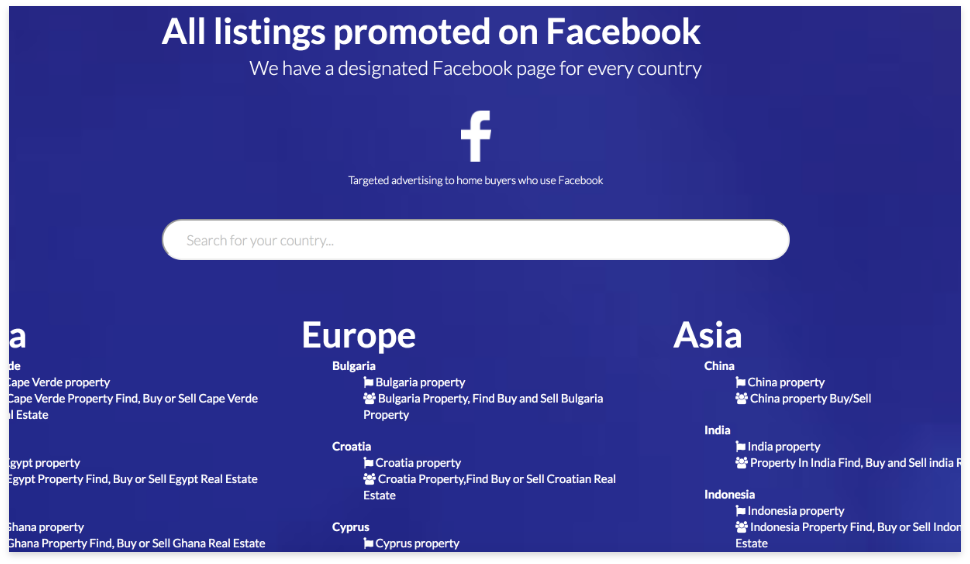 All listings promoted on Facebook
We have a designated Facebook page for every country
Targeted advertising to home buyers who use Facebook
Search for your country...
a
de
Cape Verde property
Cape Verde Property Find, Buy or Sell Cape Verde
l Estate
gypt property
Egypt Property Find, Buy or Sell Egypt Real Estate
Ghana property
Ghana Property Find, Buy or Sell Ghana Real Estate
Europe
Bulgaria
Bulgaria property
Bulgaria Property, Find Buy and Sell Bulgaria
Property
Croatia
Croatia property
Croatia Property,Find Buy or Sell Croatian Real
Estate
Cyprus
Cyprus property
Asia
China
China property
China property Buy/Sell
India
India property
Property In India Find, Buy and Sell india R
Indonesia
Indonesia property
Indonesia Property Find, Buy or Sell Indon
Estate